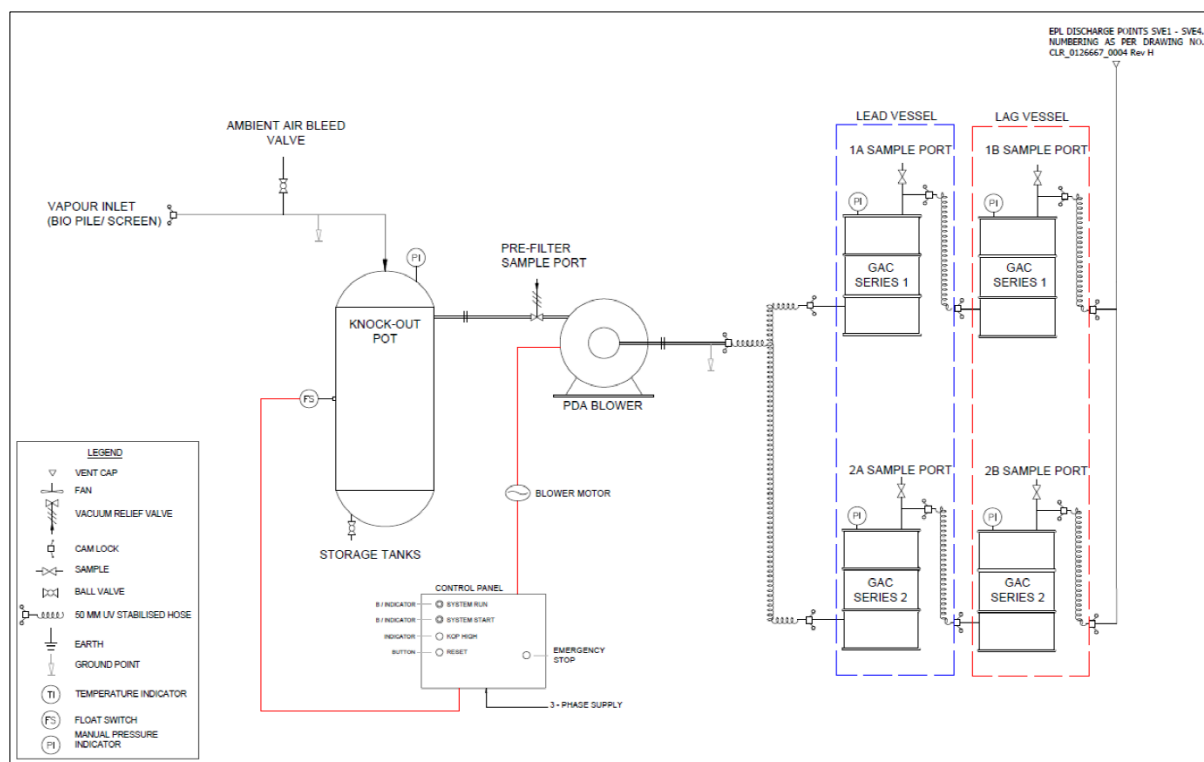 EPL DISCHARGE POINTS SVE1 - SVE4.
NUMBERING AS PER DRAWING NO.
CLR_0126667_0004 Rev H
AMBIENT AIR BLEED
VALVE
LEAD VESSEL
LAG VESSEL
1A SAMPLE PORT
1B SAMPLE PORT
VAPOUR INLET
(BIO PILE/ SCREEN)
PI
PI
PRE-FILTER
SAMPLE PORT
PI
GAC
SERIES 1
GAC
SERIES 1
KNOCK-OUT
POT
FS
PDA BLOWER
2A SAMPLE PORT
2B SAMPLE PORT
BLOWER MOTOR
PI
PI
STORAGE TANKS
GAC
SERIES 2
GAC
SERIES 2
CONTROL PANEL
B / INDICATOR
SYSTEM RUN
B / INDICATOR
SYSTEM START
INDICATOR
KOP HIGH
BUTTON
RESET
EMERGENCY
STOP
3 - PHASE SUPPLY
LEGEND
VENT CAP
FAN
VACUUM RELIEF VALVE
CAM LOCK
SAMPLE
BALL VALVE
50 MM UV STABILISED HOSE
EARTH
GROUND POINT
TI
TEMPERATURE INDICATOR
FS
FLOAT SWITCH
PI
MANUAL PRESSURE
INDICATOR